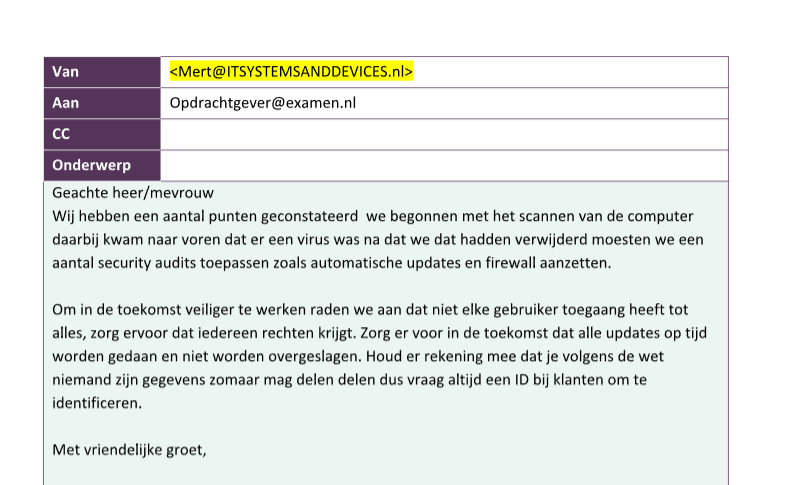 Van <Mert@ITSYSTEMSANDDEVICES.nl>
Aan Opdrachtgever@examen.nl
CC
Onderwerp
Geachte heer/mevrouw
Wij hebben een aantal punten geconstateerd  we begonnen met het scannen van de computer
daarbij kwam naar voren dat er een virus was na dat we dat hadden verwijderd moesten we een
aantal security audits toepassen zoals automatische updates en firewall aanzetten.
Om in de toekomst veiliger te werken raden we aan dat niet elke gebruiker toegaang heeft tot
alles, zorg ervoor dat iedereen rechten krijgt. Zorg er voor in de toekomst dat alle updates op tijd
worden gedaan en niet worden overgeslagen. Houd er rekening mee dat je volgens de wet
niemand zijn gegevens zomaar mag delen delen dus vraag altijd een ID bij klanten om te
identificeren.
Met vriendelijke groet,